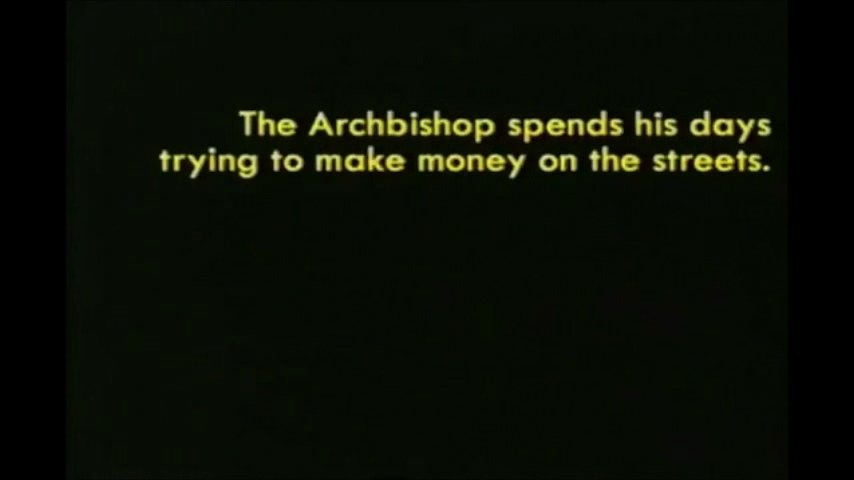 The Archbishop spends his days
trying to make money on the streets.